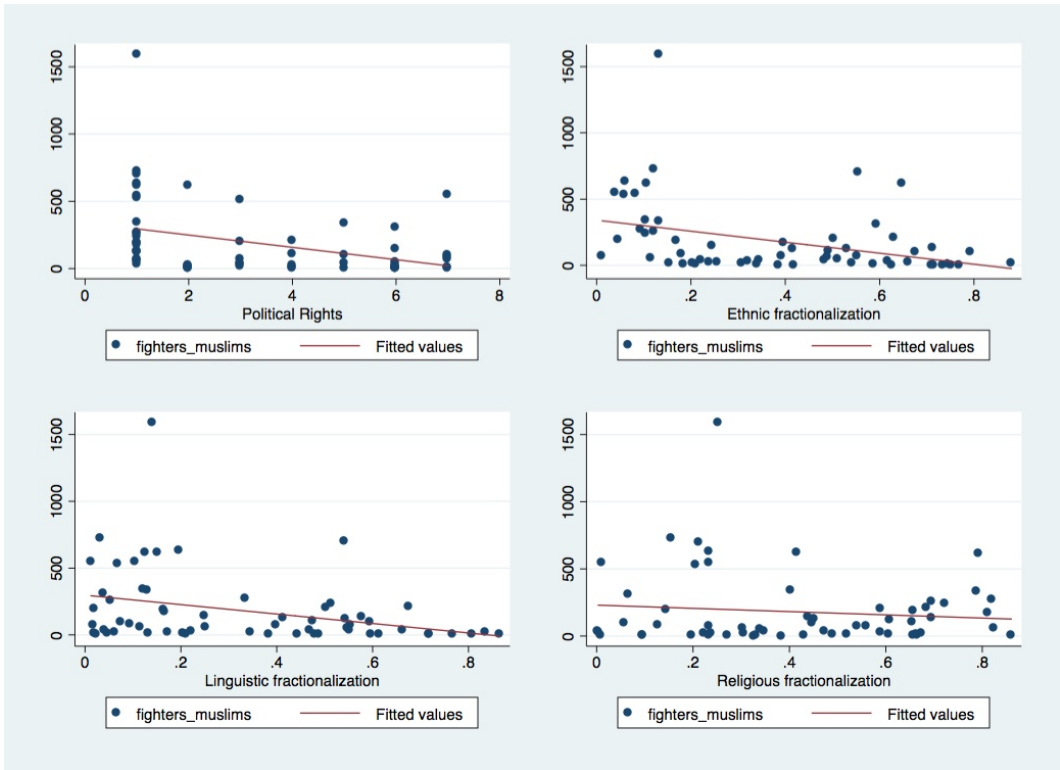 1500
1000
500
0
0 2 4 6 8
Political Rights
fighters_muslims Fitted values
1500
1000
500
0
0 .2 .4 .6 .8
Ethnic fractionalization
fighters_muslims Fitted values
1500
1000
500
0
0 .2 .4 .6 .8
Linguistic fractionalization
fighters_muslims Fitted values
1500
1000
500
0
0 .2 .4 .6 .8
Religious fractionalization
fighters_muslims Fitted values